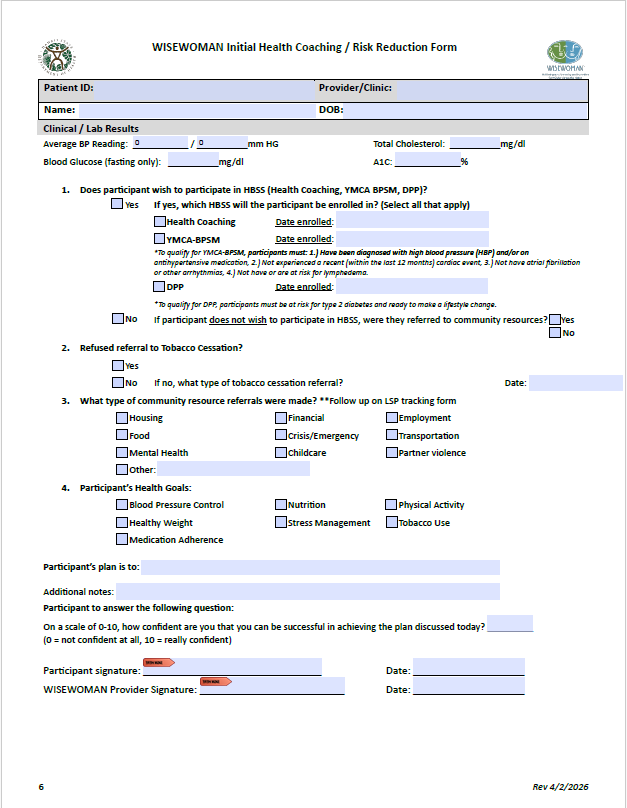 WISEWOMAN Initial Health Coaching / Risk Reduction Form
WISEWOMAN
Patient ID: Provider/Clinic:
Name: DOB:
Clinical / Lab Results
Average BP Reading: 0 / 0 mm HG Total Cholesterol: mg/dl
Blood Glucose (fasting only): mg/dl A1C: %
1. Does participant wish to participate in HBSS (Health Coaching, YMCA BPSM, DPP)?
Yes If yes, which HBSS will the participant be enrolled in? (Select all that apply)
Health Coaching Date enrolled:
YMCA-BPSM Date enrolled:
*To qualify for YMCA-BPSM, participants must: 1.) Have been diagnosed with high blood pressure (HBP) and/or on
antihypertensive medication, 2.) Not experienced a recent (within the last 12 months) cardiac event, 3.) Not have atrial fibrillation
or other arrhythmias, 4.) Not have or are at risk for lymphedema.
DPP Date enrolled:
*To qualify for DPP, participants must be at risk for type 2 diabetes and ready to make a lifestyle change.
No If participant does not wish to participate in HBSS, were they referred to community resources? Yes
No
2. Refused referral to Tobacco Cessation?
Yes
No If no, what type of tobacco cessation referral? Date:
3. What type of community resource referrals were made? **Follow up on LSP tracking form
Housing Financial Employment
Food Crisis/Emergency Transportation
Mental Health Childcare Partner violence
Other:
4. Participant's Health Goals:
Blood Pressure Control Nutrition Physical Activity
Healthy Weight Stress Management Tobacco Use
Medication Adherence
Participant's plan is to:
Additional notes:
Participant to answer the following question:
On a scale of 0-10, how confident are you that you can be successful in achieving the plan discussed today?
(0 = not confident at all, 10 = really confident)
Participant signature: Date:
WISEWOMAN Provider Signature: Date:
6 Rev 4/2/2026